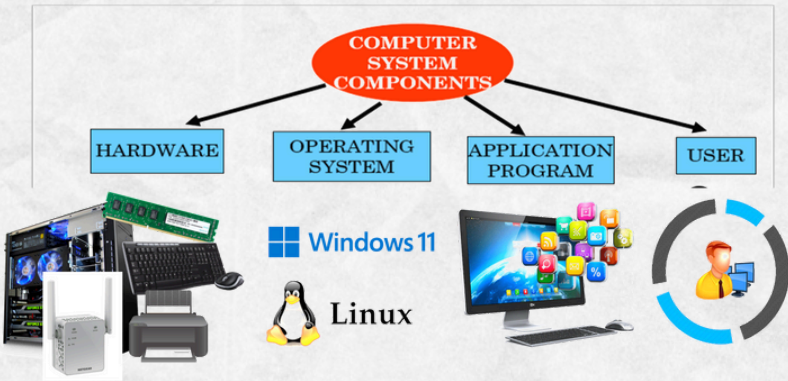 COMPUTER
SYSTEM
COMPONENTS
HARDWARE
OPERATING
SYSTEM
APPLICATION
PROGRAM
USER
Windows 11
Linux